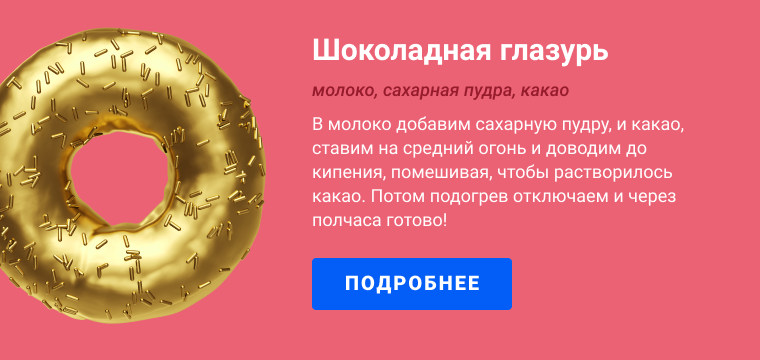 Шоколадная глазурь
молоко, сахарная пудра, какао
В молоко добавим сахарную пудру, и какао,
ставим на средний огонь и доводим до
кипения, помешивая, чтобы растворилось
какао. Потом подогрев отключаем и через
полчаса готово!
ПОДРОБНЕЕ